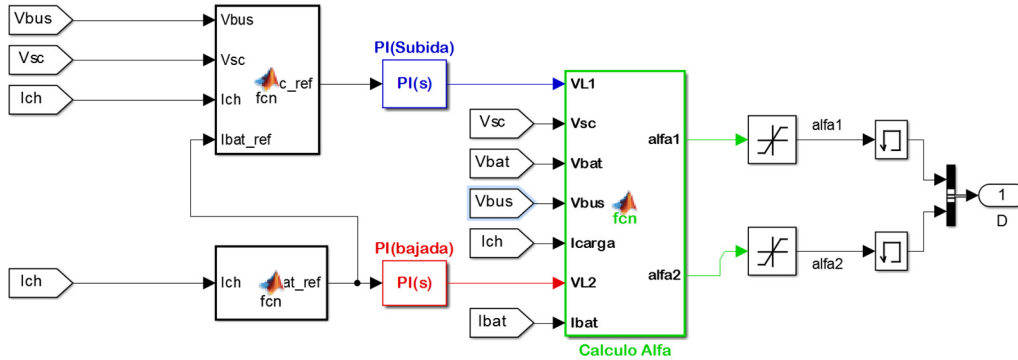 Vbus
Vsc
Ich
Vbus
Vsc
Ich
Ibat_ref
c_ref
fcn
PI(Subida)
PI(s)
Ich
Ich
at_ref
fcn
PI(bajada)
PI(s)
Vsc
Vbat
Vbus
Ich
Ibat
VL1
Vsc
Vbat
Vbus
Icarga
VL2
Ibat
fcn
alfa1
alfa2
Calculo Alfa
alfa1
alfa2
1
D